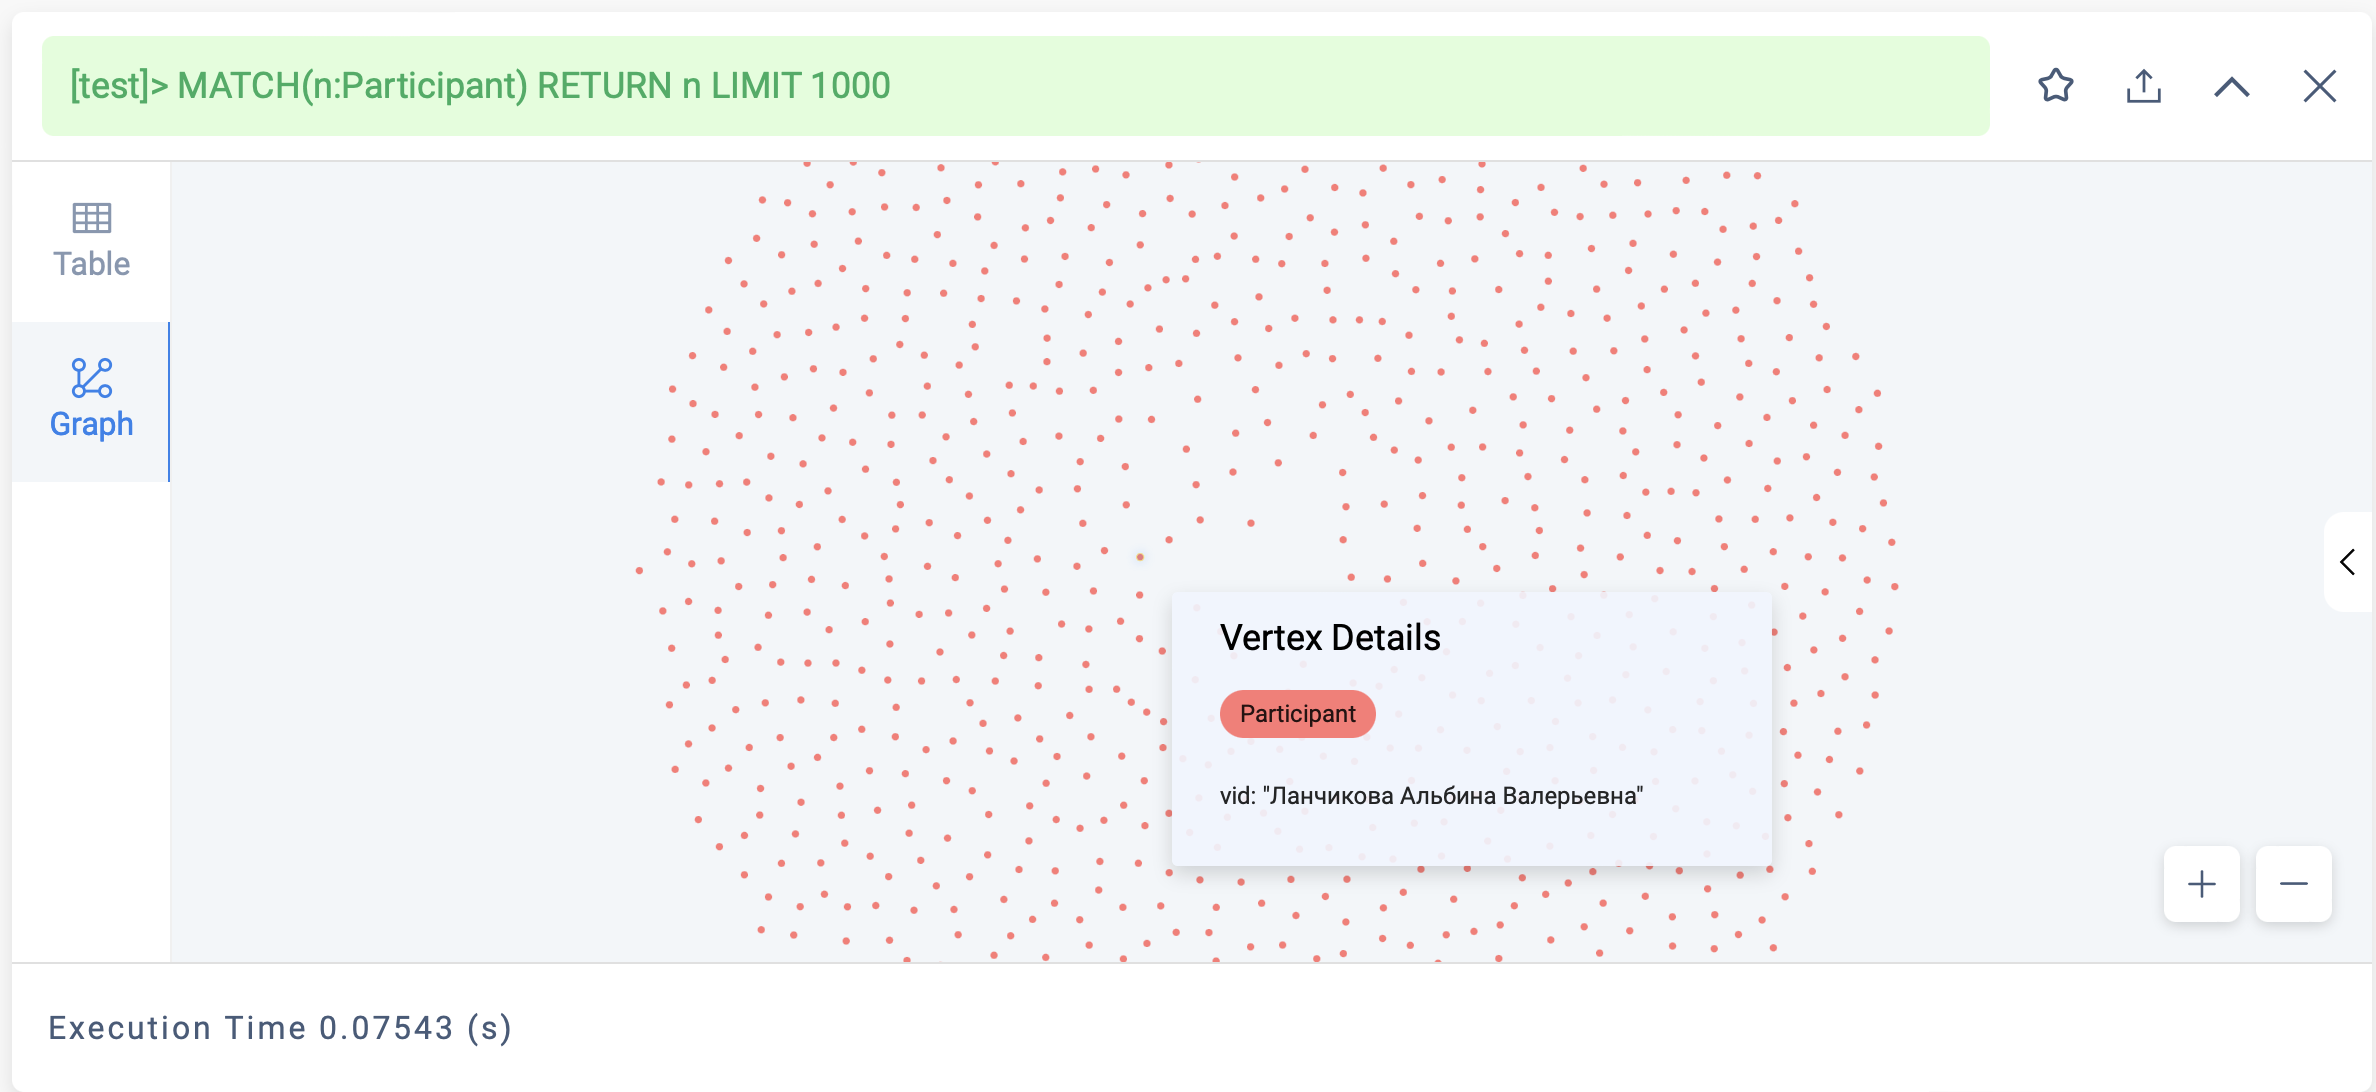 [test]> MATCH(n:Participant) RETURN n LIMIT 1000
Table
Graph
Vertex Details
Participant
vid: "Ланчикова Альбина Валерьевна"
Execution Time 0.07543 (s)